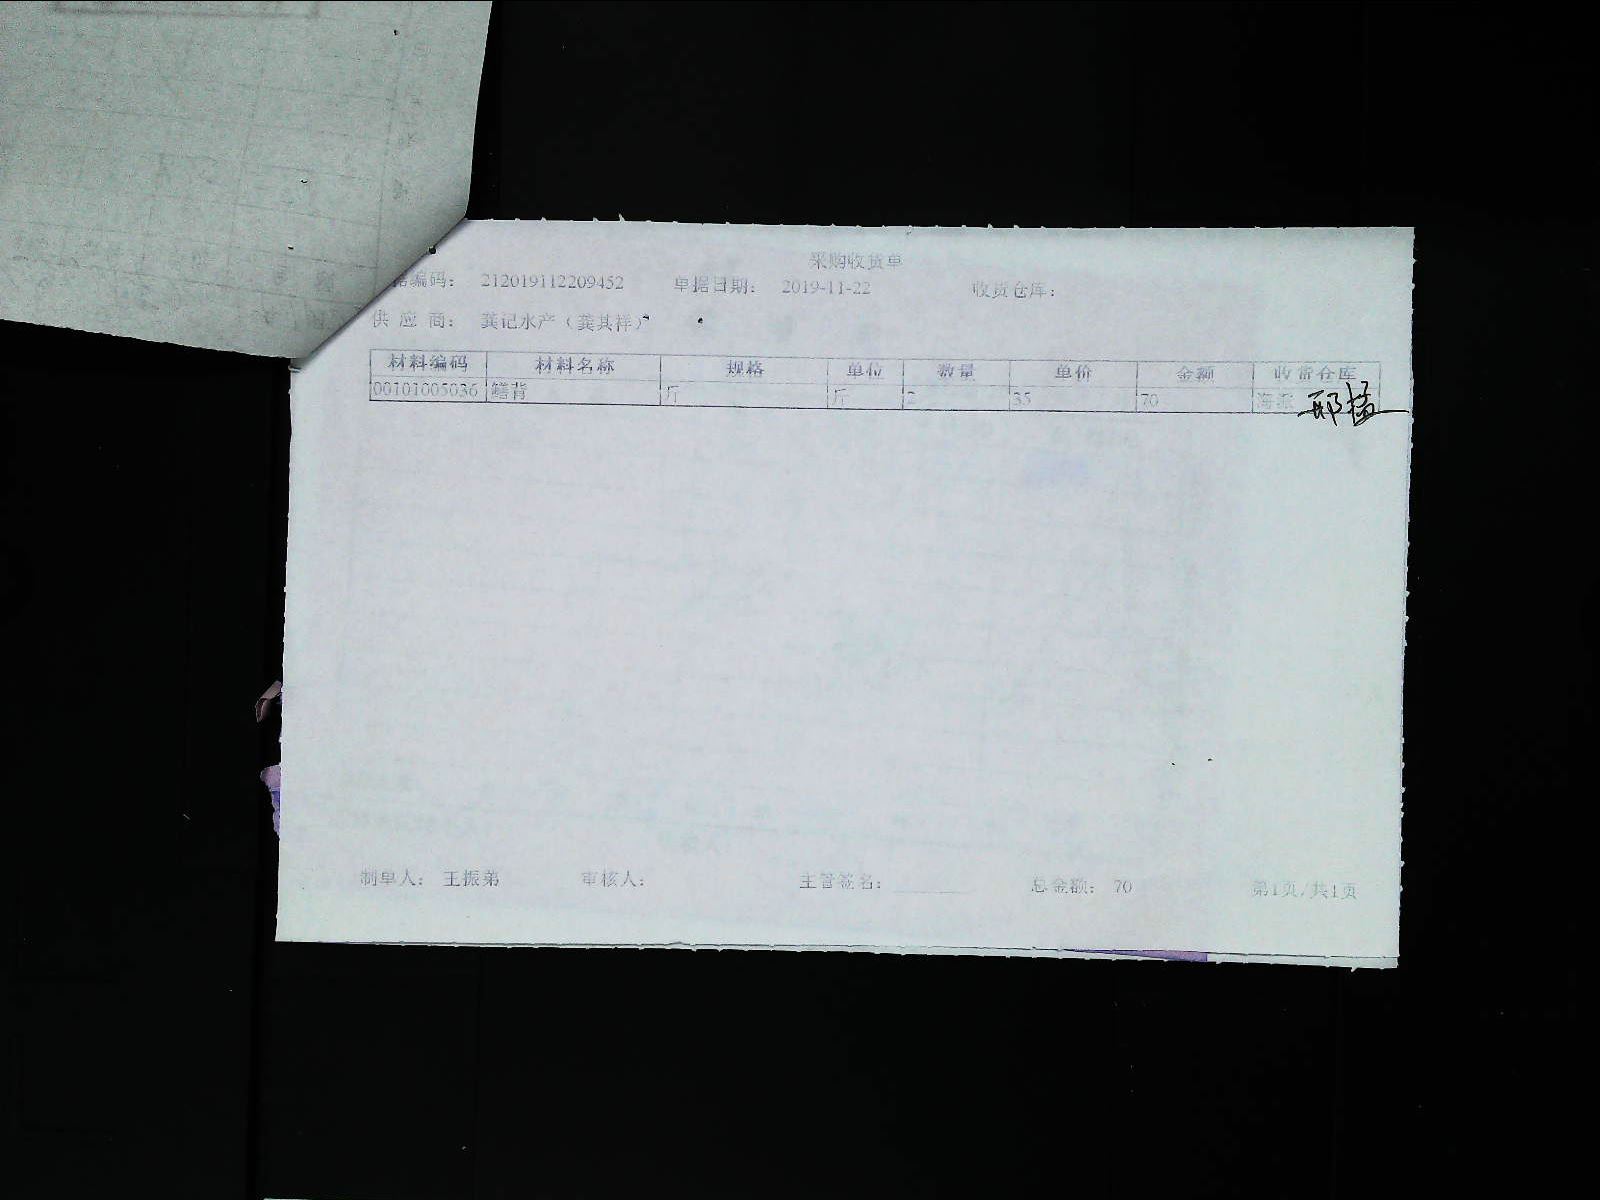 采购收货单
据编码： 212019112209452 单据日期： 2019-11-22 收货仓库：
供 应 商： 龚记水产（龚其祥）
材料编码 材料名称 规格 单位 数量 单价 金额 收货仓库
00101005036 鳝背 斤 斤 2 35 70 海派
制单人： 王振弟 审核人： 主管签名： 总金额： 70 第1页/共1页